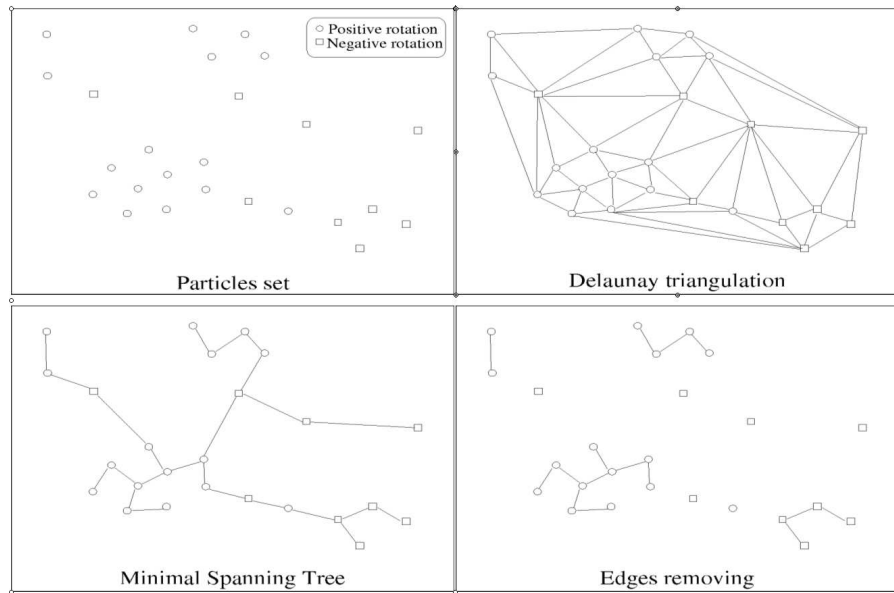 Positive rotation
Negative rotation
Particles set
Delaunay triangulation
Minimal Spanning Tree
Edges removing